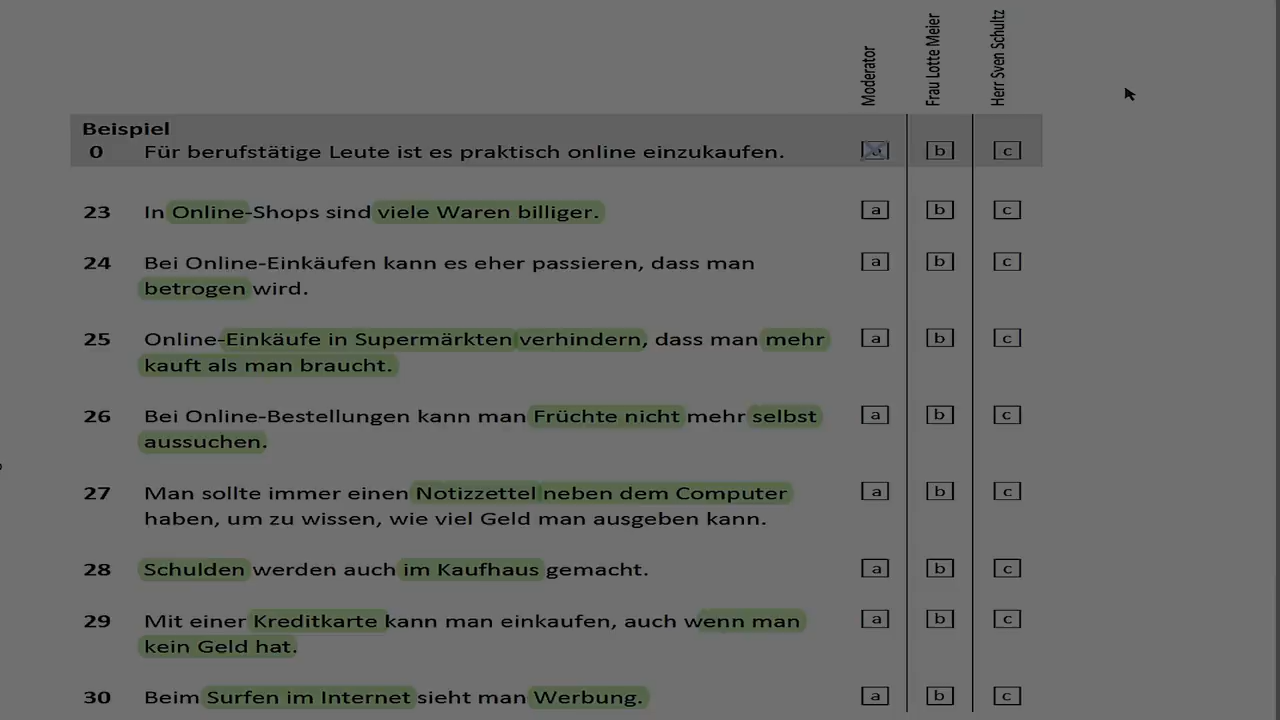 Moderator
Frau Lotte Meier
Herr Sven Schultz
Beispiel
0 Für berufstätige Leute ist es praktisch online einzukaufen. a b c
23 In Online-Shops sind viele Waren billiger. a b c
24 Bei Online-Einkäufen kann es eher passieren, dass man a b c
betrogen wird.
25 Online-Einkäufe in Supermärkten verhindern, dass man mehr a b c
kauft als man braucht.
26 Bei Online-Bestellungen kann man Früchte nicht mehr selbst a b c
aussuchen.
27 Man sollte immer einen Notizzettel neben dem Computer a b c
haben, um zu wissen, wie viel Geld man ausgeben kann.
28 Schulden werden auch im Kaufhaus gemacht. a b c
29 Mit einer Kreditkarte kann man einkaufen, auch wenn man a b c
kein Geld hat.
30 Beim Surfen im Internet sieht man Werbung. a b c